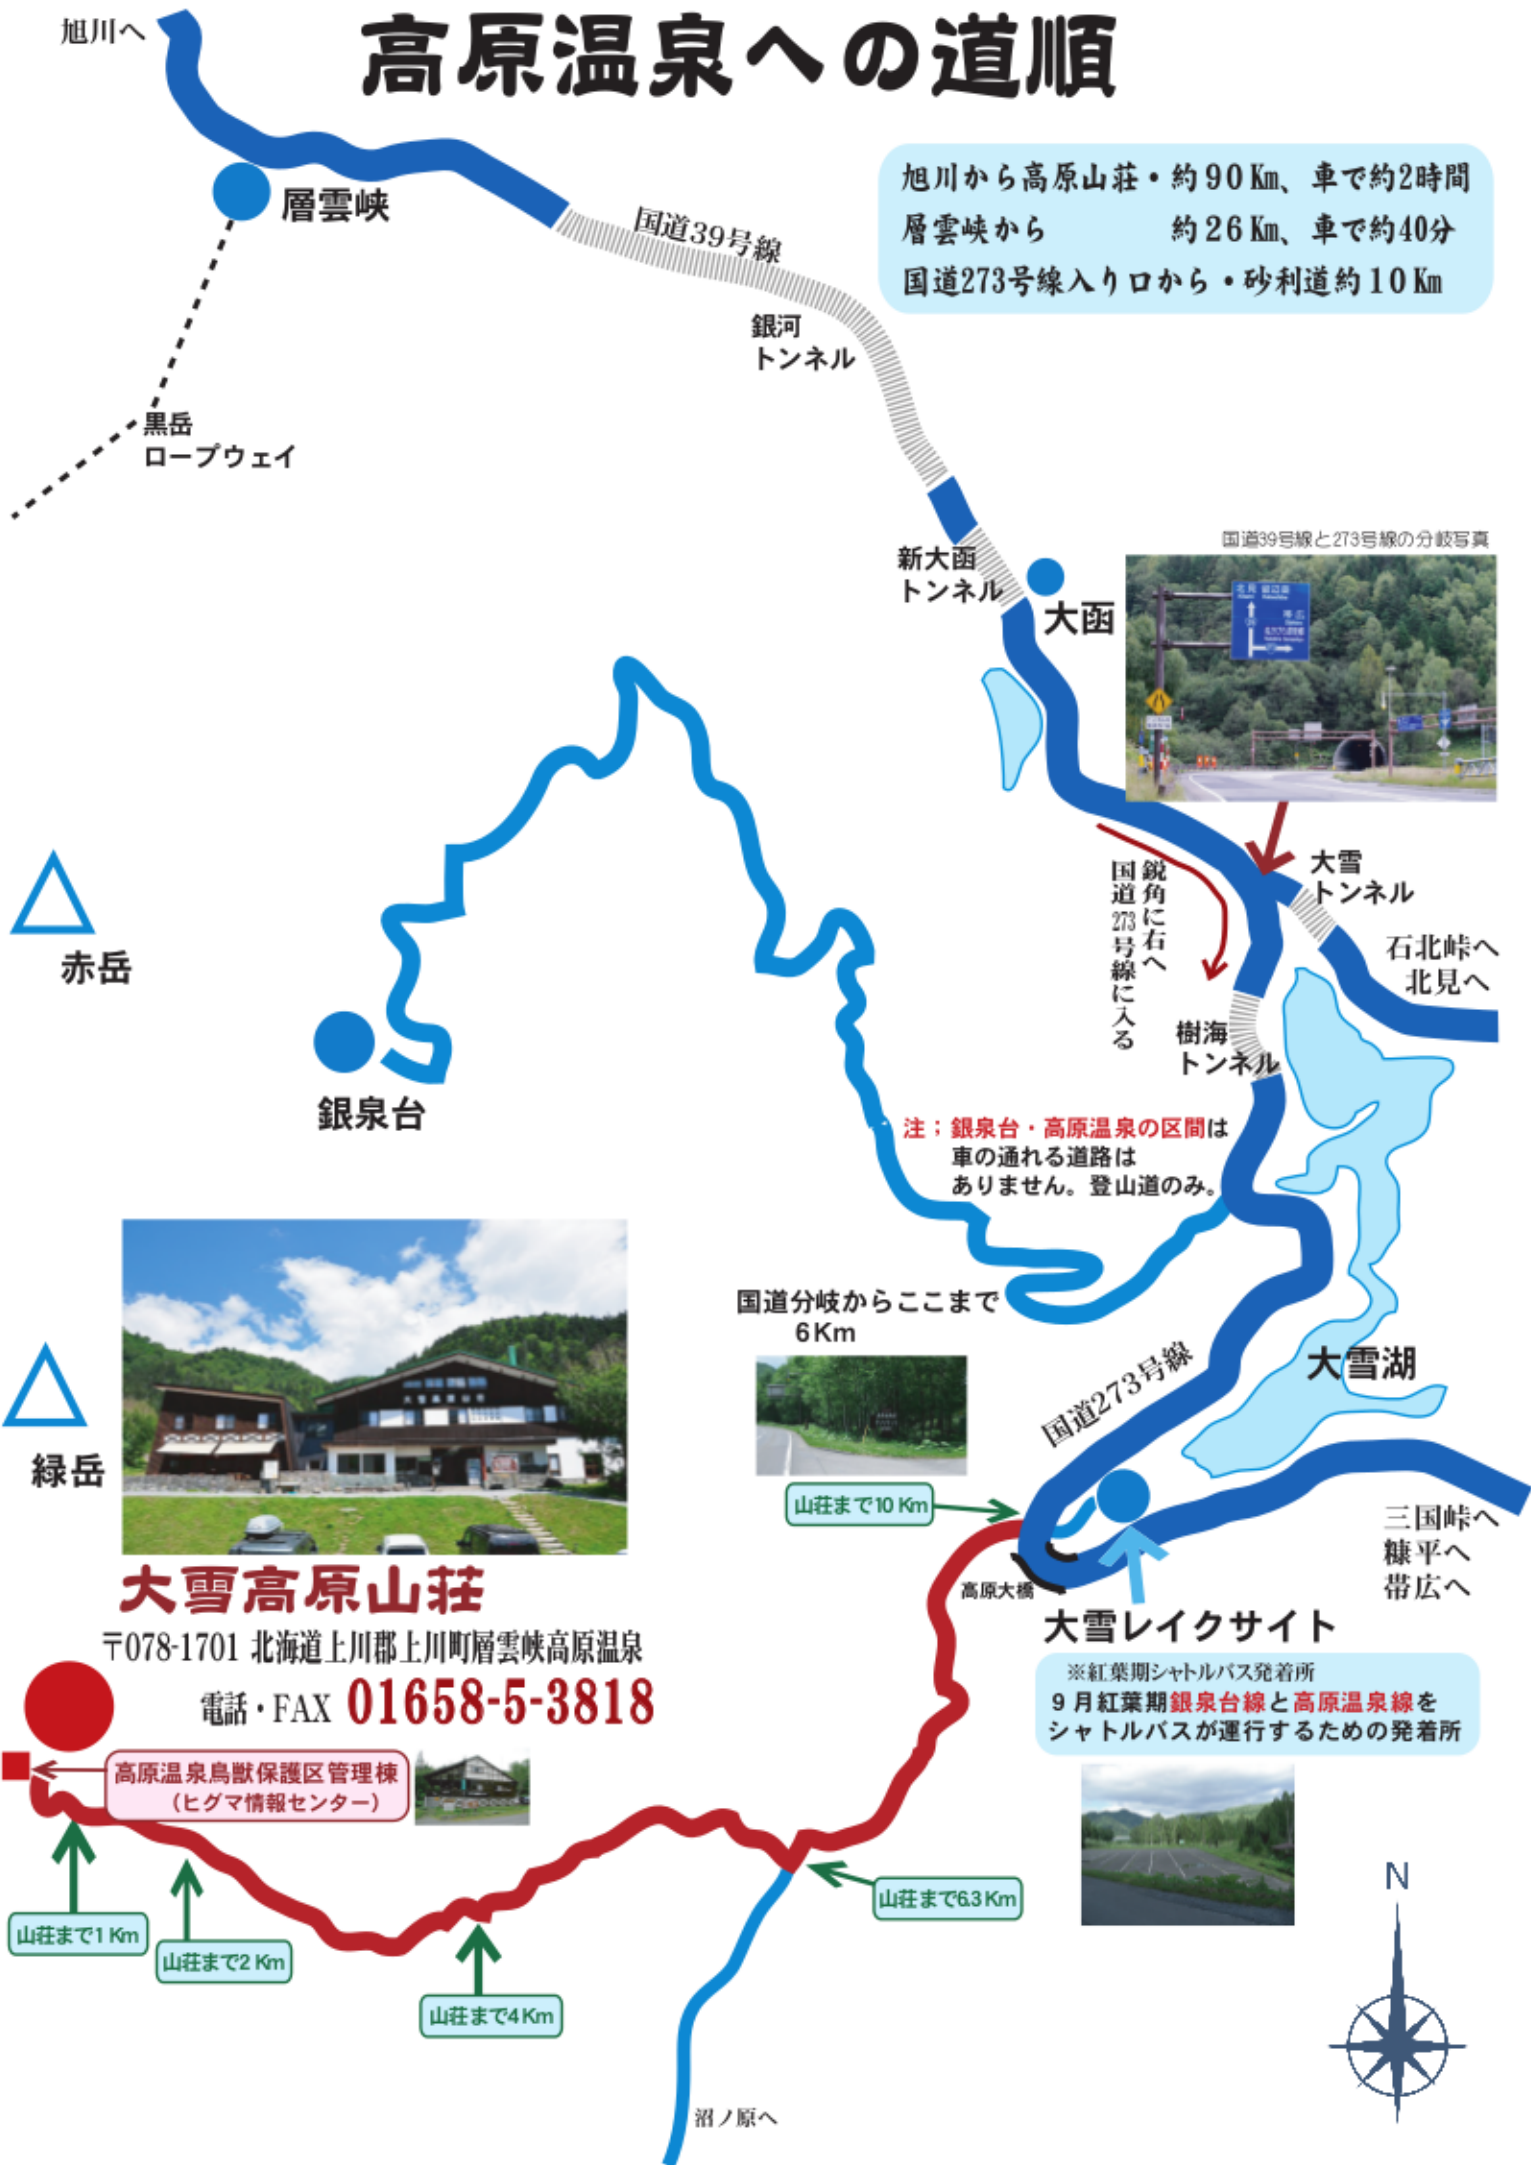 高原温泉への道順
旭川へ
旭川から高原山荘・約90Km、車で約2時間
層雲峡から 約26Km、車で約40分
国道273号線入り口から・砂利道約10Km
層雲峡
国道39号線
銀河
トンネル
黒岳
ロープウェイ
新大函
トンネル
大函
国道39号線と273号線の分岐写真
大雪
トンネル
鋭角に右へ
国道273号線に入る
石北峠へ
北見へ
樹海
トンネル
赤岳
銀泉台
注;銀泉台・高原温泉の区間は
車の通れる道路は
ありません。登山道のみ。
国道分岐からここまで
6Km
国道273号線
大雪湖
緑岳
山荘まで10Km
三国峠へ
糠平へ
帯広へ
高原大橋
大雪レイクサイト
※紅葉期シャトルバス発着所
9月紅葉期銀泉台線と高原温泉線を
シャトルバスが運行するための発着所
大雪高原山荘
大雪高原山荘
〒078-1701 北海道上川郡上川町層雲峡高原温泉
電話・FAX 01658-5-3818
高原温泉鳥獣保護区管理棟
(ヒグマ情報センター)
山荘まで6.3Km
山荘まで1Km
山荘まで2Km
山荘まで4Km
N
沼ノ原へ